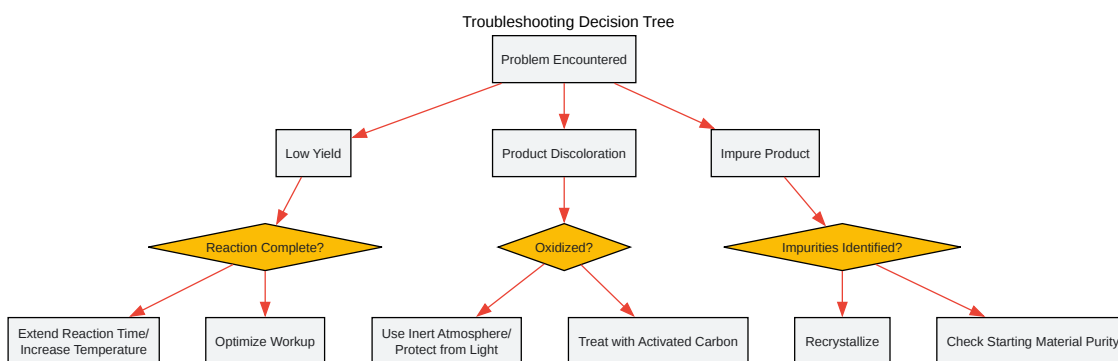 Troubleshooting Decision Tree
Problem Encountered
Low Yield
Product Discoloration
Impure Product
Reaction Complete?
Oxidized?
Impurities Identified?
Extend Reaction Time/
Increase Temperature
Optimize Workup
Use Inert Atmosphere/
Protect from Light
Treat with Activated Carbon
Recrystallize
Check Starting Material Purity